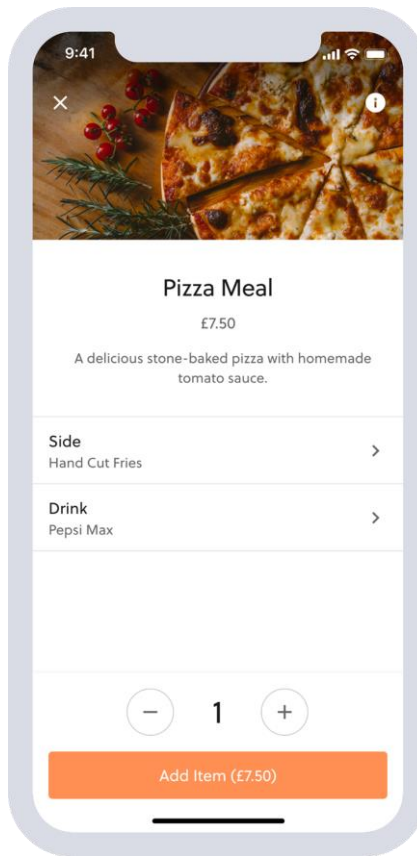 9:41
Pizza Meal
£7.50
A delicious stone-baked pizza with homemade
tomato sauce.
Side
Hand Cut Fries
Drink
Pepsi Max
1
Add Item (£7.50)